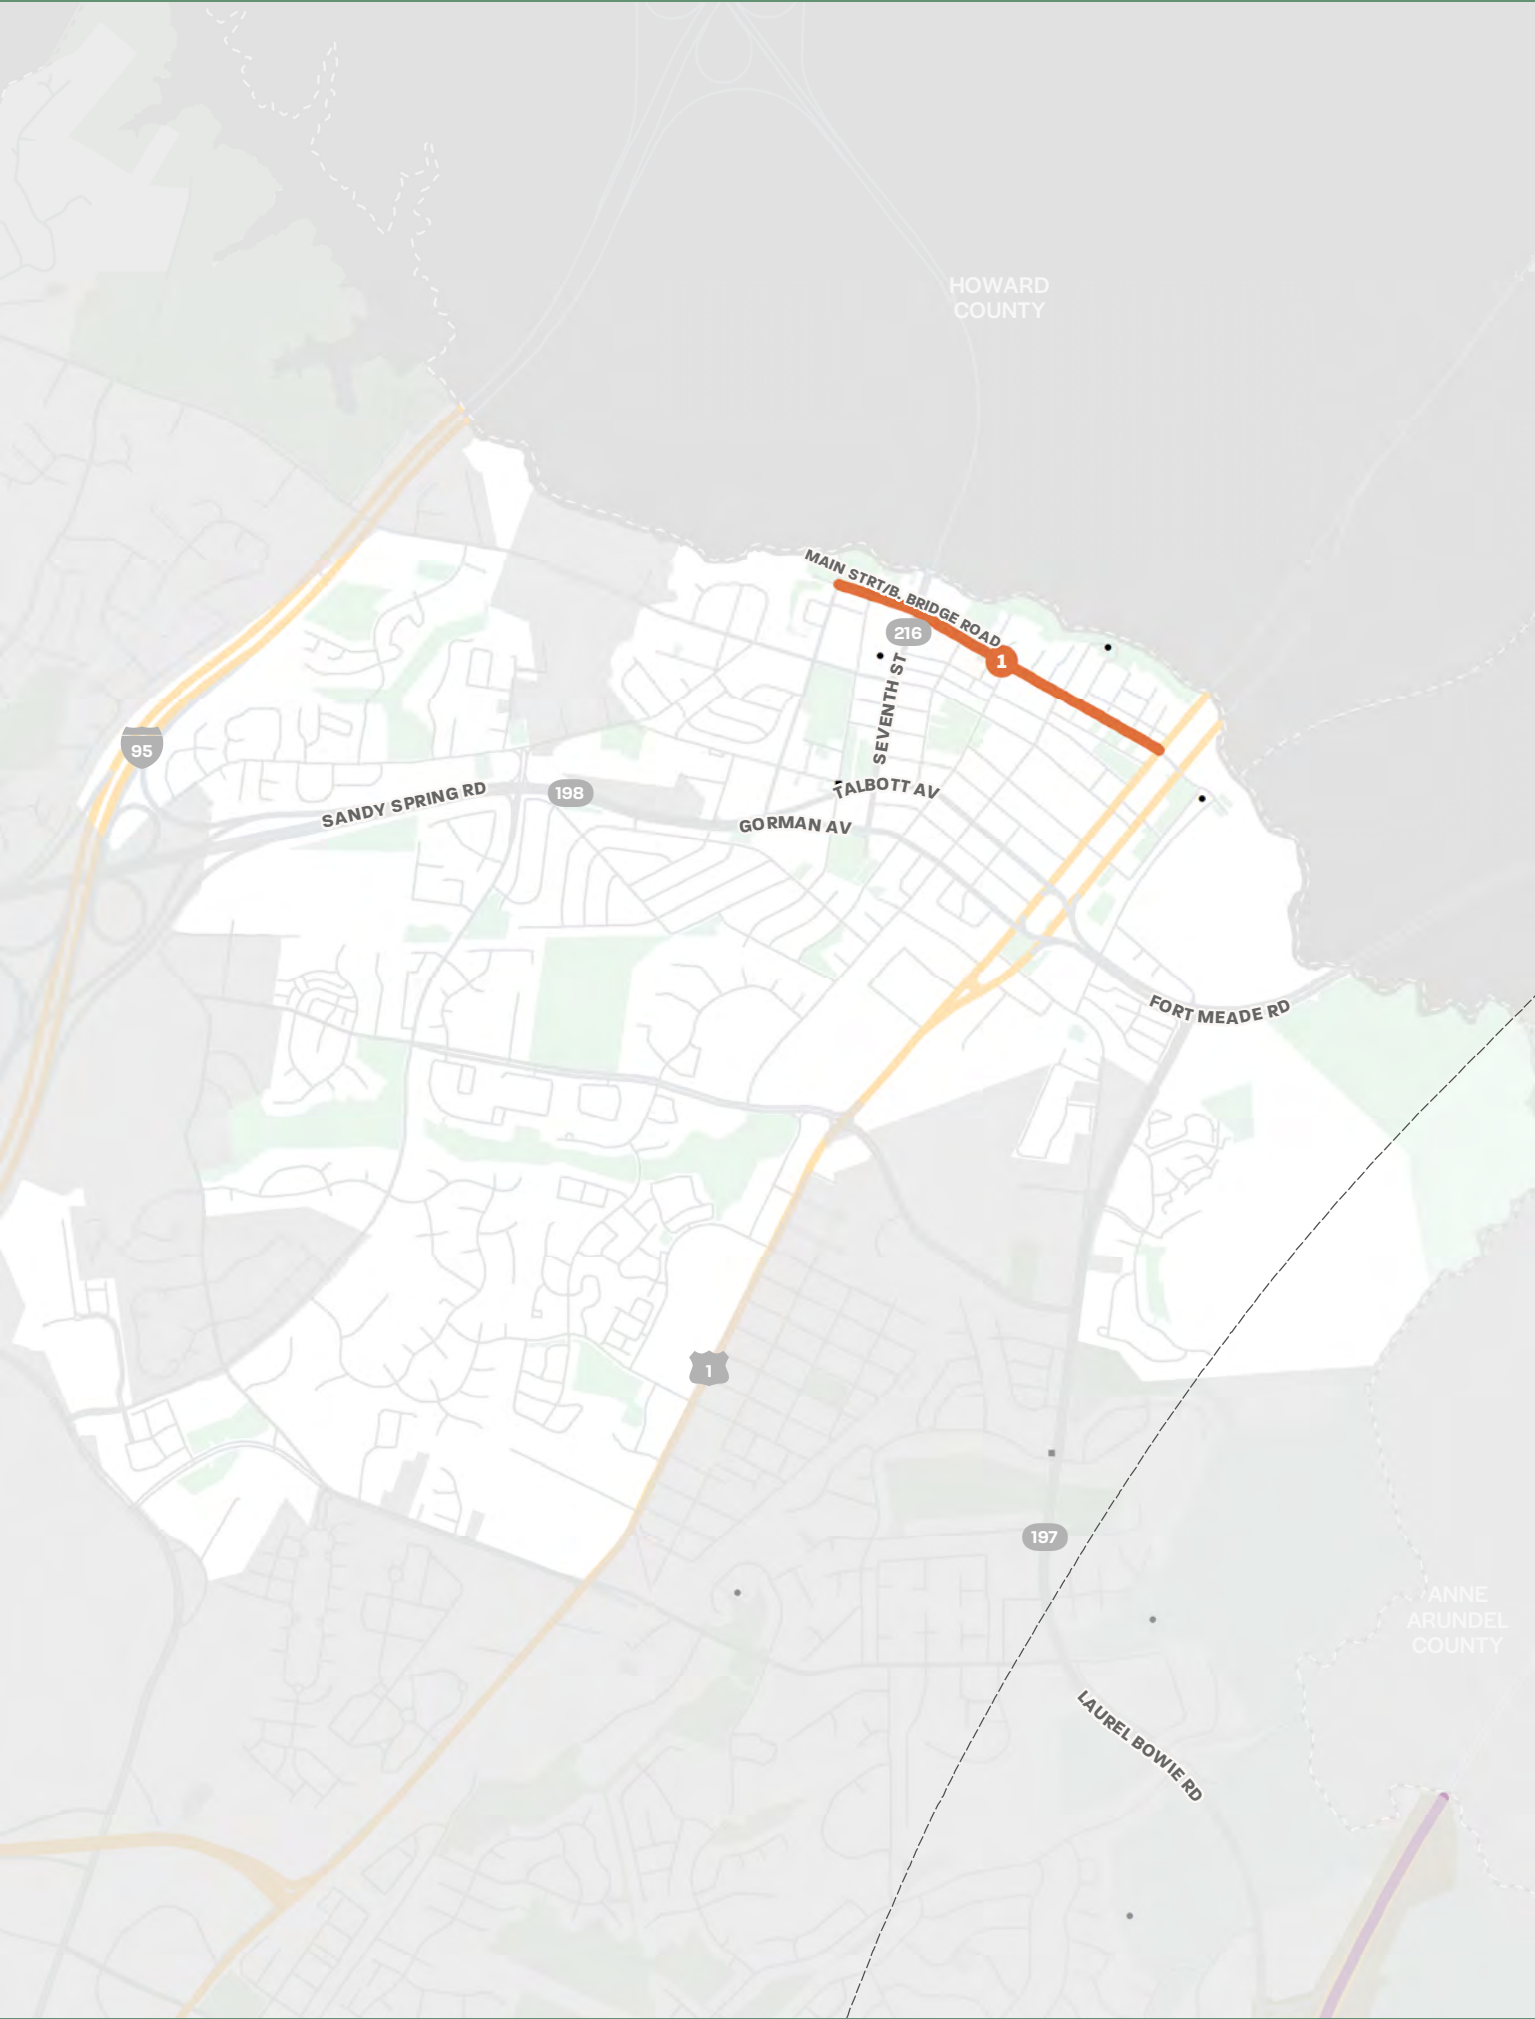 HOWARD
COUNTY
MAIN STRT/B. BRIDGE ROAD
216
1
SEVENTH ST
95
SANDY SPRING RD
198
TALBOTT AV
GORMAN AV
FORT MEADE RD
1
197
ANNE
ARUNDEL
COUNTY
LAUREL BOWIE RD